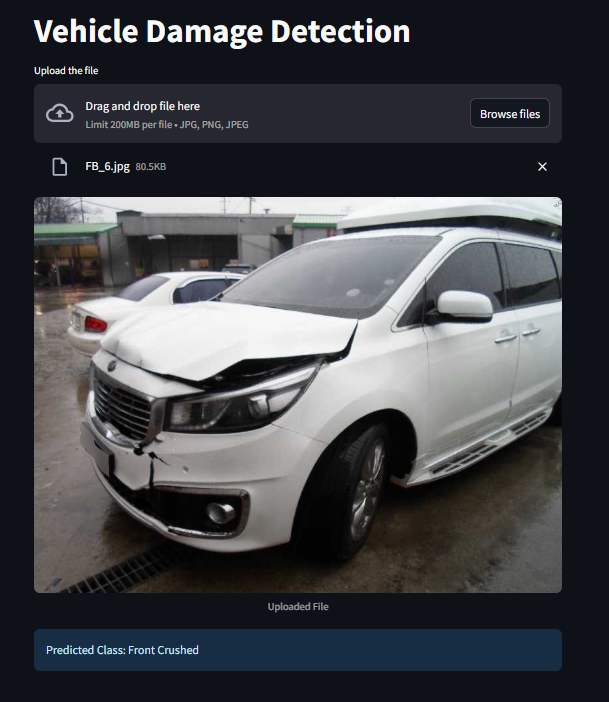 Vehicle Damage Detection
Upload the file
Drag and drop file here
Limit 200MB per file • JPG, PNG, JPEG
Browse files
FB_6.jpg 80.5KB
Uploaded File
Predicted Class: Front Crushed